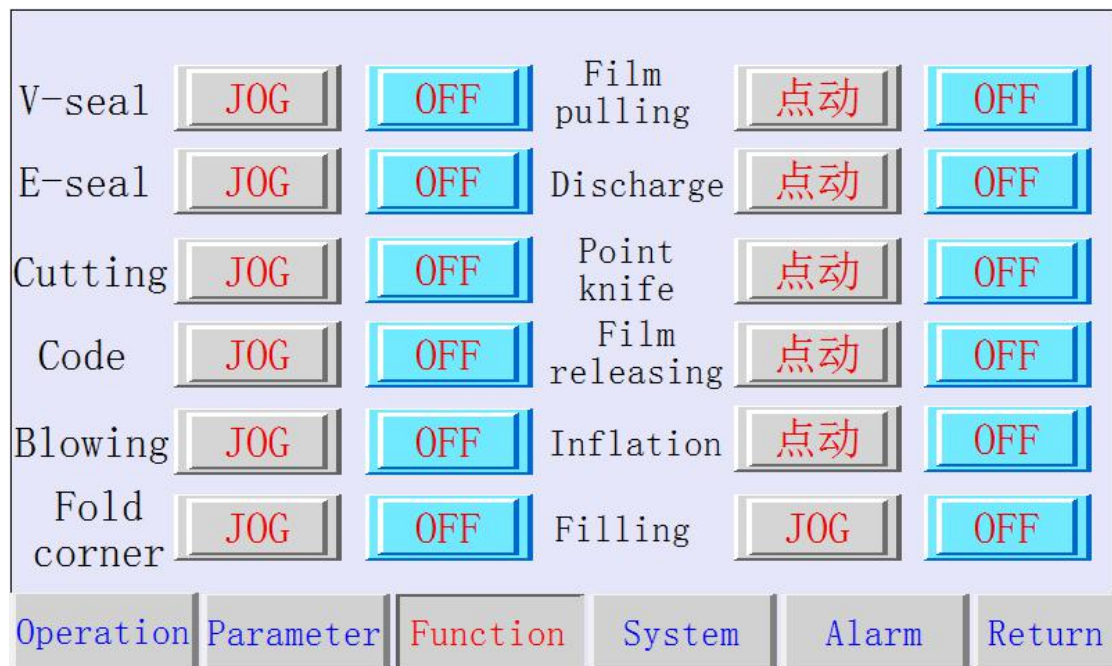 V-seal JOG OFF Film pulling 点动 OFF
E-seal JOG OFF Discharge 点动 OFF
Cutting JOG OFF Point knife 点动 OFF
Code JOG OFF Film releasing 点动 OFF
Blowing JOG OFF Inflation 点动 OFF
Fold corner JOG OFF Filling JOG OFF
Operation Parameter Function System Alarm Return